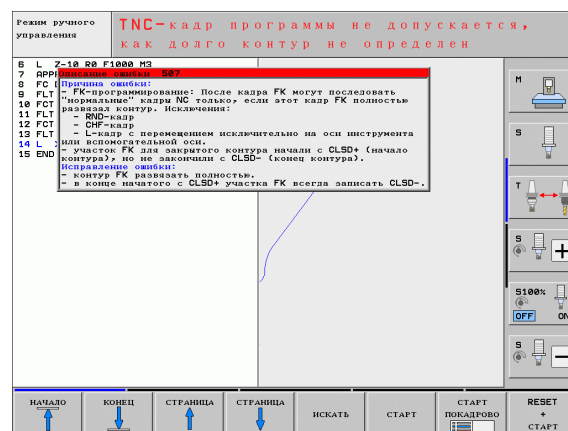 Режим ручного
управления
TNC-кадр программы не допускается,
как долго контур не определен
6 L Z-10 R0 F1000 M3
7 APPR
8 FC D
9 FLT
10 FCT
11 FLT
12 FCT
13 FLT
14 L
15 END
Описание ошибки 507
Причина ошибки:
- FK-программирование: После кадра FK могут последовать
"нормальные" кадры NC только, если этот кадр FK полностью
развязал контур. Исключения:
- RND-кадр
- CHF-кадр
- L-кадр с перемещением исключительно на оси инструмента
или вспомогательной оси.
- участок FK для закрытого контура начали с CLSD+ (начало
контура), но не закончили с CLSD- (конец контура).
Исправление ошибки:
- контур FK развязать полностью.
- в конце начатого с CLSD+ участка FK всегда записать CLSD-.
M
S
T
S
+
S100%
OFF ON
S
-
НАЧАЛО
КОНЕЦ
СТРАНИЦА
СТРАНИЦА
ИСКАТЬ
СТАРТ
СТАРТ
ПОКАДРОВО
RESET
+
СТАРТ